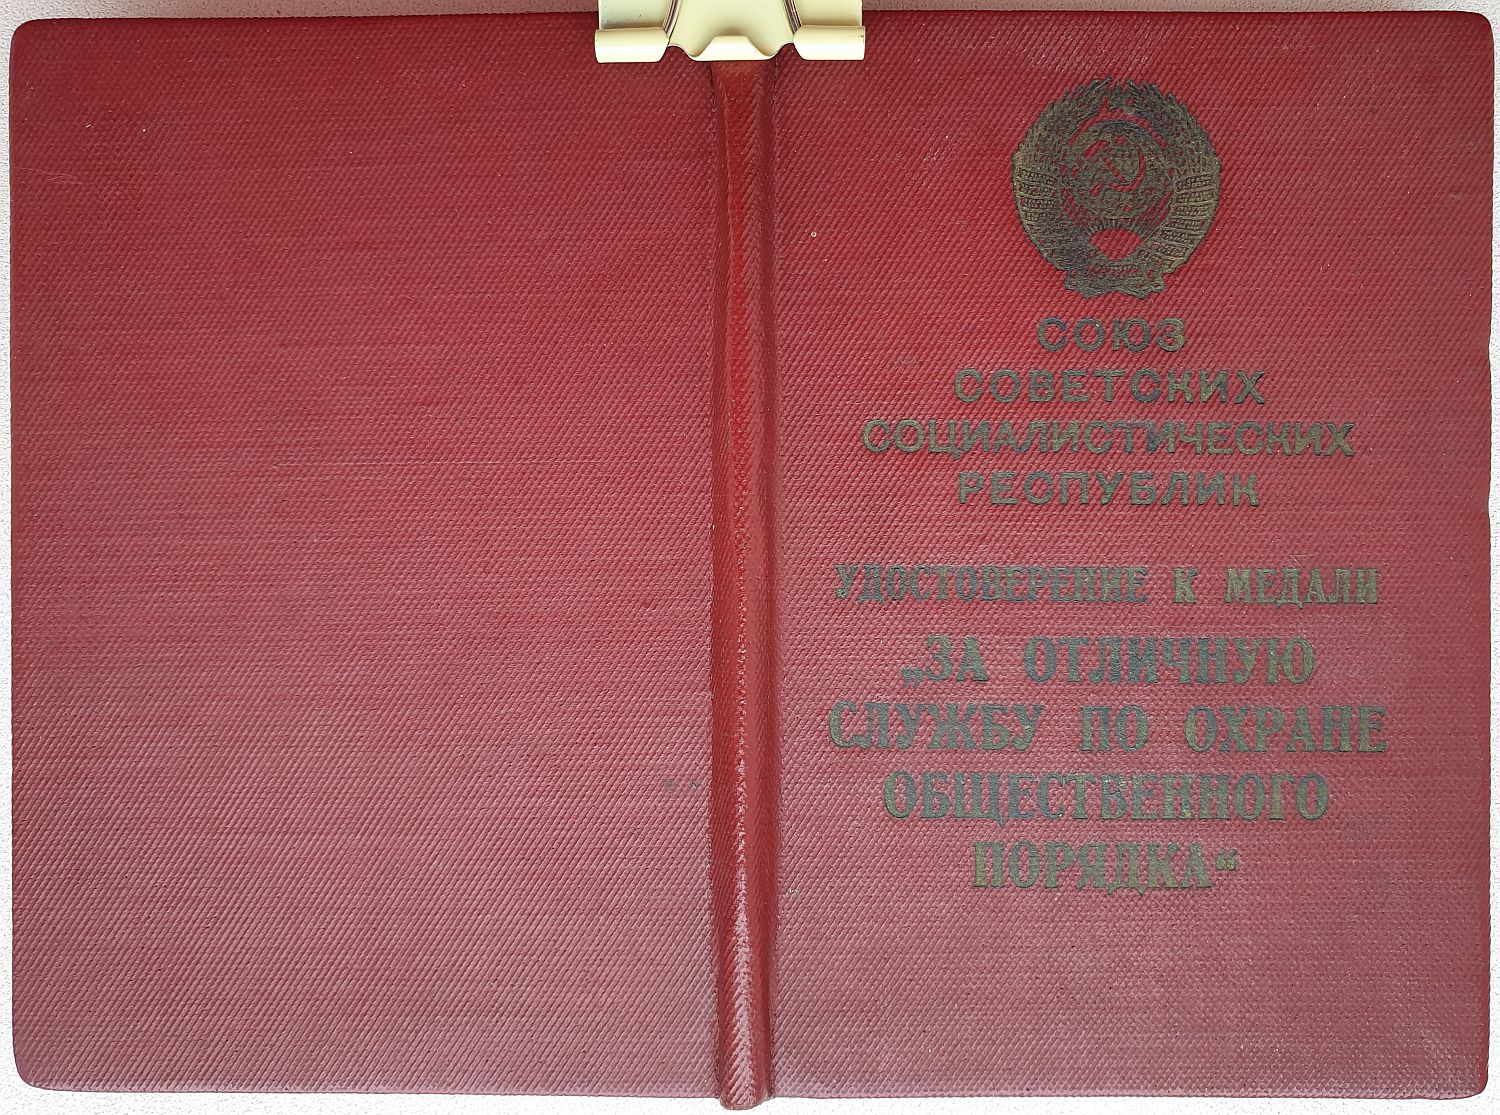 СОЮЗ
СОВЕТСКИХ
СОЦИАЛИСТИЧЕСКИХ
РЕСПУБЛИК
УДОСТОВЕРЕНИЕ К МЕДАЛИ
„ЗА ОТЛИЧНУЮ
СЛУЖБУ ПО ОХРАНЕ
ОБЩЕСТВЕННОГО
ПОРЯДКА“